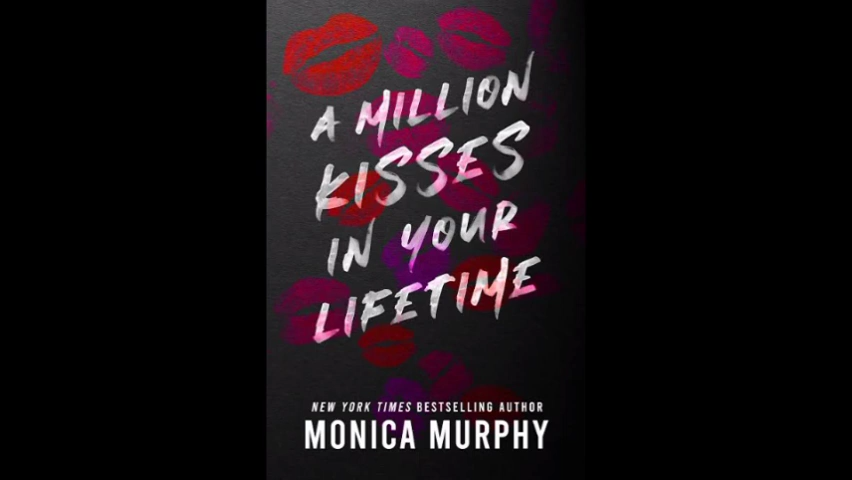 A MILLION
KISSES
IN YOUR
LIFETIME
NEW YORK TIMES BESTSELLING AUTHOR
MONICA MURPHY